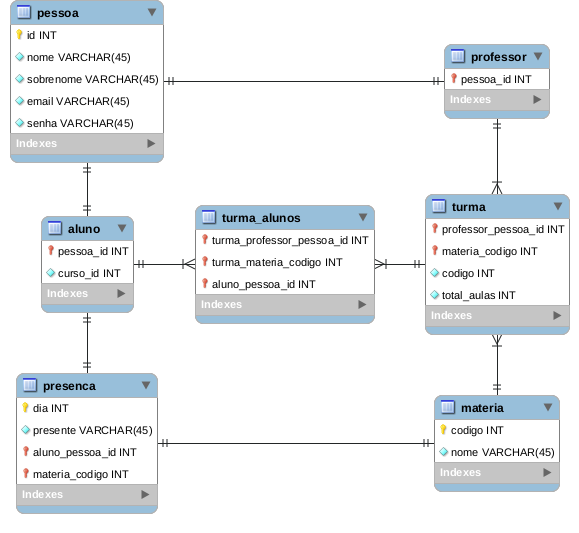 pessoa
id INT
nome VARCHAR(45)
sobrenome VARCHAR(45)
email VARCHAR(45)
senha VARCHAR(45)
Indexes
professor
pessoa_id INT
Indexes
aluno
pessoa_id INT
curso_id INT
Indexes
turma_alunos
turma_professor_pessoa_id INT
turma_materia_codigo INT
aluno_pessoa_id INT
Indexes
turma
professor_pessoa_id INT
materia_codigo INT
codigo INT
total_aulas INT
Indexes
presenca
dia INT
presente VARCHAR(45)
aluno_pessoa_id INT
materia_codigo INT
Indexes
materia
codigo INT
nome VARCHAR(45)
Indexes